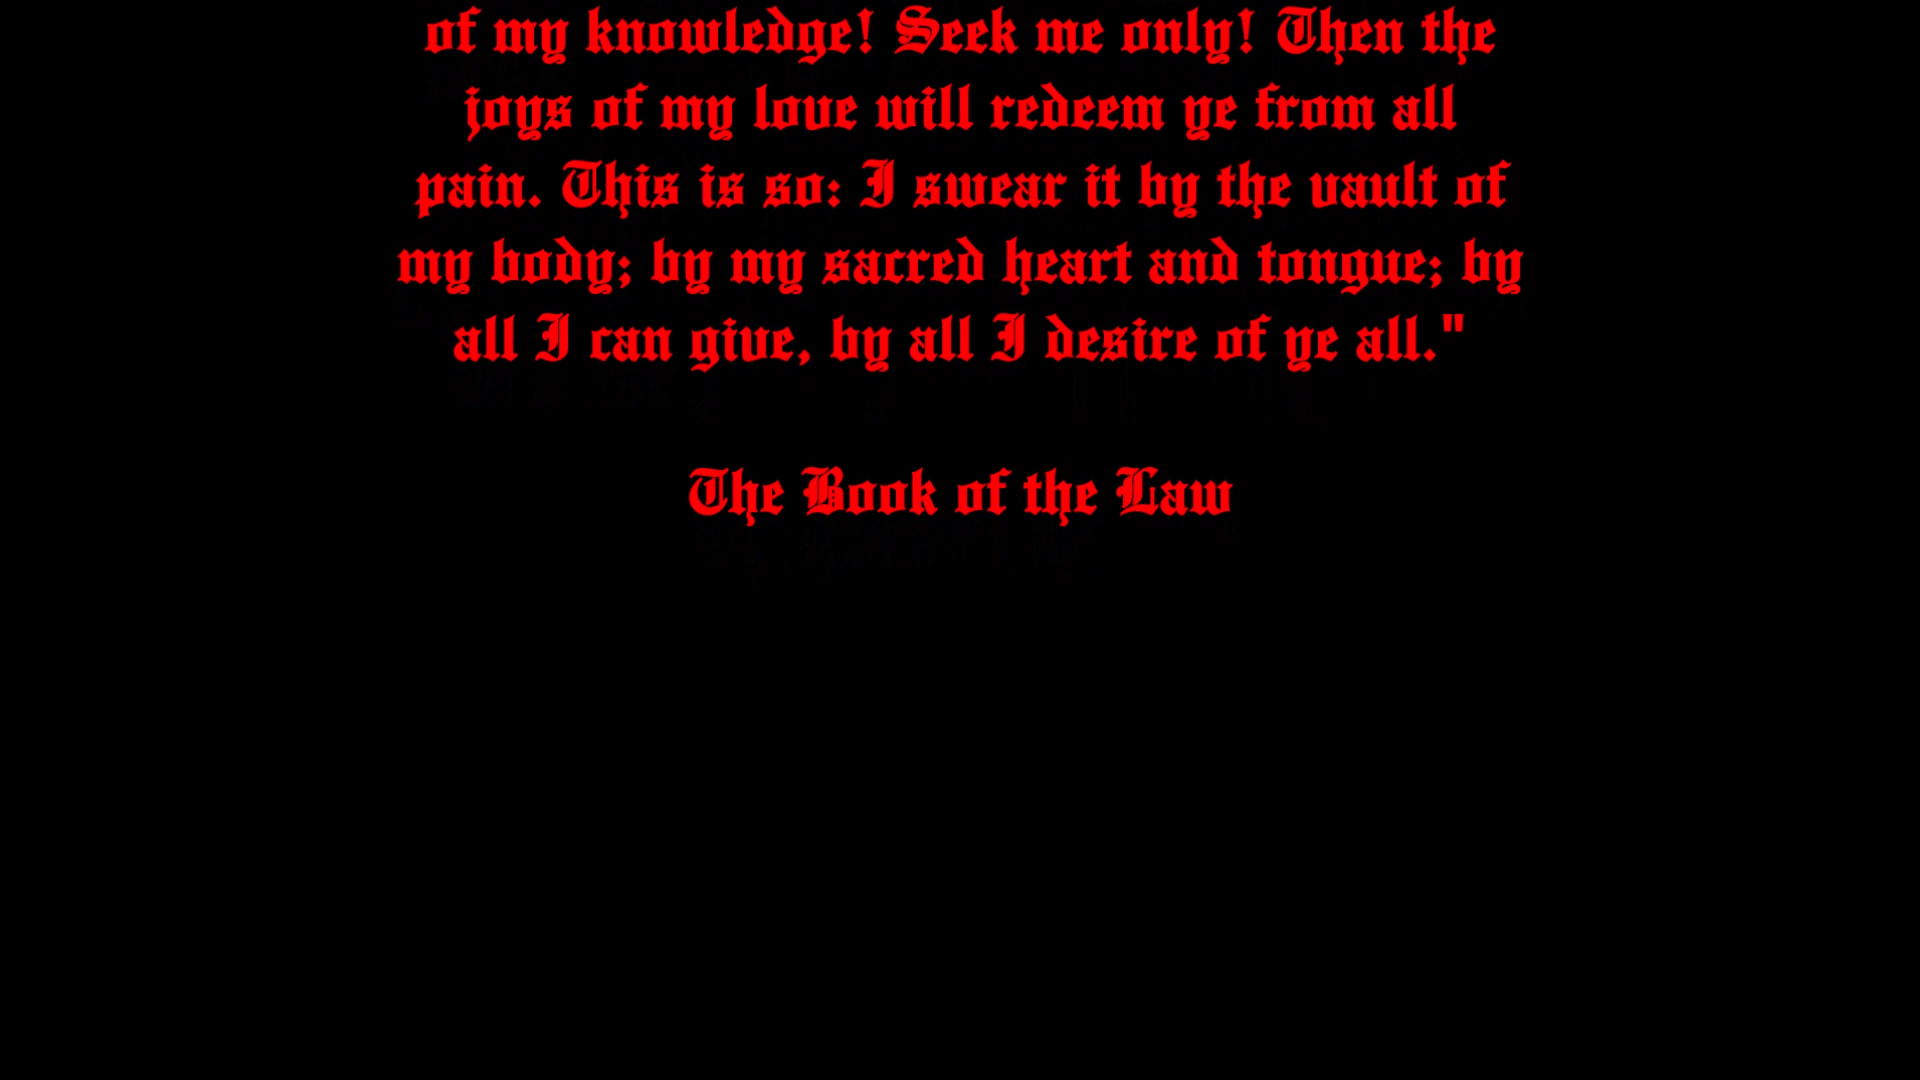 of my knowledge! Seek me only! Then the
joys of my love will redeem ye from all
pain. This is so: I swear it by the vault of
my body; by my sacred heart and tongue; by
all I can give, by all I desire of ye all."
The Book of the Law